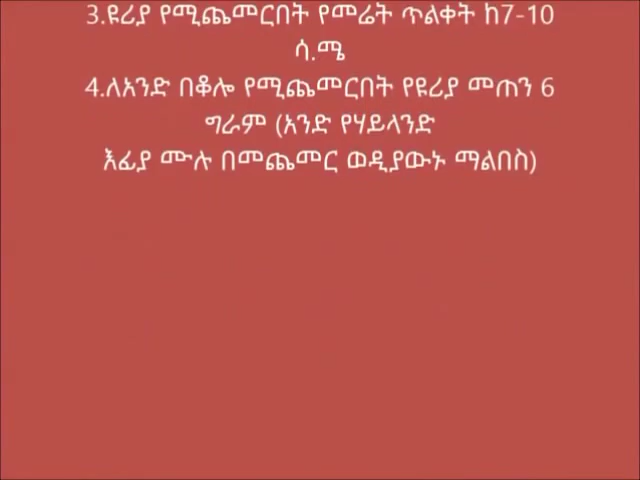 3.ዩሪያ የሚጨመርበት የመሬት ጥልቀት ከ7-10
ሳ.ሜ
4.ለአንድ በቆሎ የሚጨመርበት የዩሪያ መጠን 6
ግራም (አንድ የሃይላንድ
እፊያ ሙሉ በመጨመር ወዲያውኑ ማልበስ)